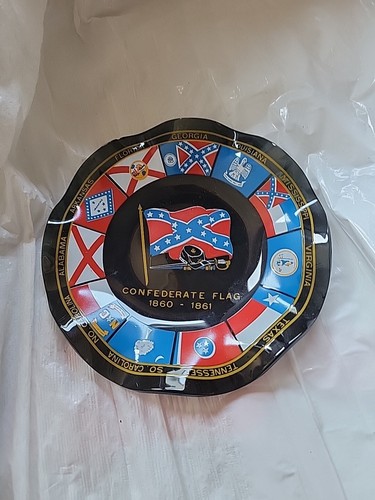 GEORGIA
LOUISIANA
MISSISSIPPI
VIRGINIA
TEXAS
TENNESSEE
SO. CAROLINA
NO. CAROLINA
ALABAMA
ARKANSAS
FLORIDA
CONFEDERATE FLAG
1860 - 1861